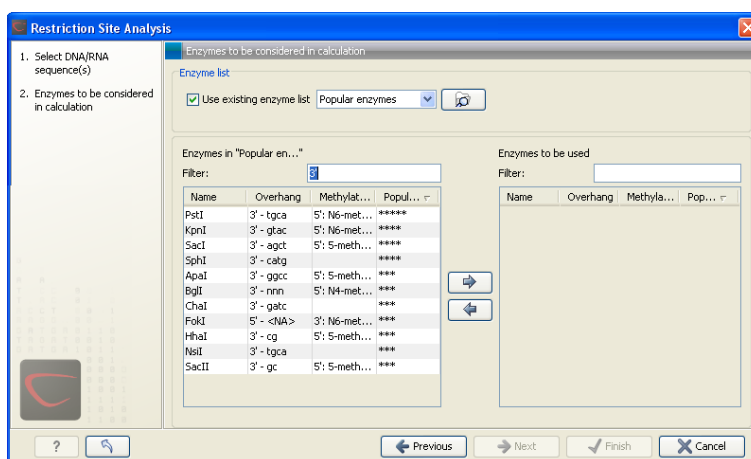 Restriction Site Analysis
1. Select DNA/RNA
sequence(s)
2. Enzymes to be considered
in calculation
Enzymes to be considered in calculation
Enzyme list
Use existing enzyme list Popular enzymes
Enzymes in "Popular en..."
Filter: 3'
Name Overhang Methylat... Popul...
PstI 3' - tgca 5': N6-met... *****
KpnI 3' - gtac 5': N6-met... ****
SacI 3' - agct 5': 5-meth... ****
SphI 3' - catg ****
ApaI 3' - ggcc 5': 5-meth... ***
BglI 3' - nnn 5': N4-met... ***
ChaI 3' - gatc ***
FokI 5' - <NA> 3': N6-met... ***
HhaI 3' - cg 5': 5-meth... ***
NsiI 3' - tgca ***
SacII 3' - gc 5': 5-meth... ***
Enzymes to be used
Filter:
Name Overhang Methyla... Pop...
? Previous Next Finish Cancel